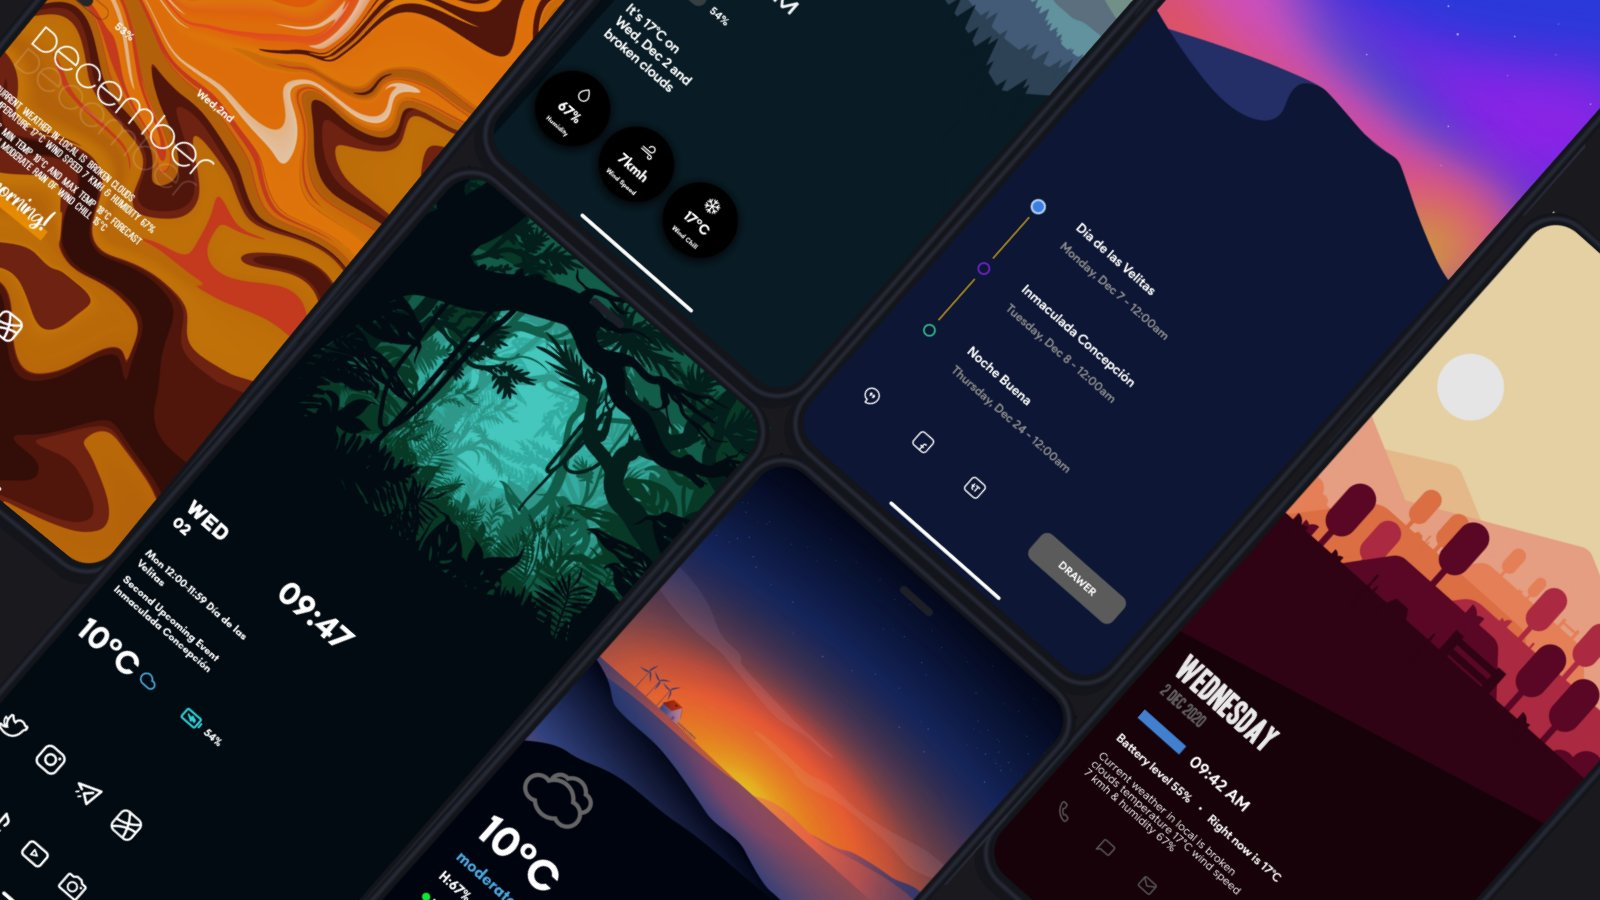 53%
December
December
Wed,2nd
CURRENT WEATHER IN LOCAL IS BROKEN CLOUDS
TEMPERATURE 17°C WIND SPEED 7 KMH & HUMIDITY 67%
MIN TEMP 10°C AND MAX TEMP 18°C FORECAST
MODERATE RAIN OF WIND CHILL 15°C
orning!
54%
It's 17°C on
Wed, Dec 2 and
broken clouds
67%
Humidity
7kmh
Wind Speed
17°C
Wind Chill
WED
02
Mon 12:00-11:59 Día de las
Velitas
Second Upcoming Event
Inmaculada Concepción
09:47
10°C
54%
10°C
moderate
H:67%
Día de las Velitas
Monday, Dec 7 - 12:00am
Inmaculada Concepción
Tuesday, Dec 8 - 12:00am
Noche Buena
Thursday, Dec 24 - 12:00am
DRAWER
WEDNESDAY
2 DEC 2020
09:42 AM
Battery level 55% • Right now is 17°C
Current weather in local is broken
clouds temperature 17°C wind speed
7 kmh & humidity 67%